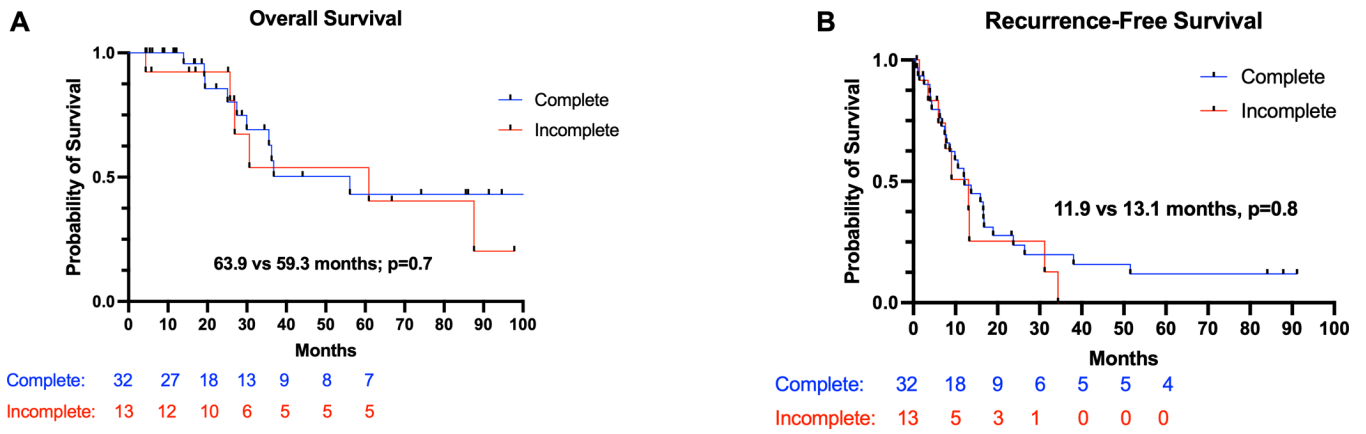 A
Overall Survival
Probability of Survival
1.0
0.5
0.0
Complete
Incomplete
63.9 vs 59.3 months; p=0.7
0 10 20 30 40 50 60 70 80 90 100
Months
Complete: 32 27 18 13 9 8 7
Incomplete: 13 12 10 6 5 5 5
B
Recurrence-Free Survival
Probability of Survival
1.0
0.5
0.0
Complete
Incomplete
11.9 vs 13.1 months, p=0.8
0 10 20 30 40 50 60 70 80 90 100
Months
Complete: 32 18 9 6 5 5 4
Incomplete: 13 5 3 1 0 0 0